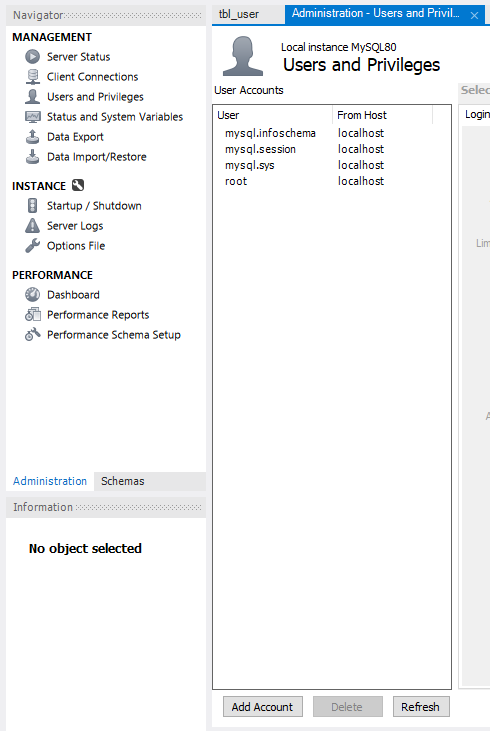 Navigator
MANAGEMENT
Server Status
Client Connections
Users and Privileges
Status and System Variables
Data Export
Data Import/Restore
INSTANCE
Startup / Shutdown
Server Logs
Options File
PERFORMANCE
Dashboard
Performance Reports
Performance Schema Setup
Administration Schemas
Information
No object selected
tbl_user
Administration - Users and Privil...
Local instance MySQL80
Users and Privileges
User Accounts
User From Host
mysql.infoschema localhost
mysql.session localhost
mysql.sys localhost
root localhost
Add Account Delete Refresh
Selec
Login
Lim
A